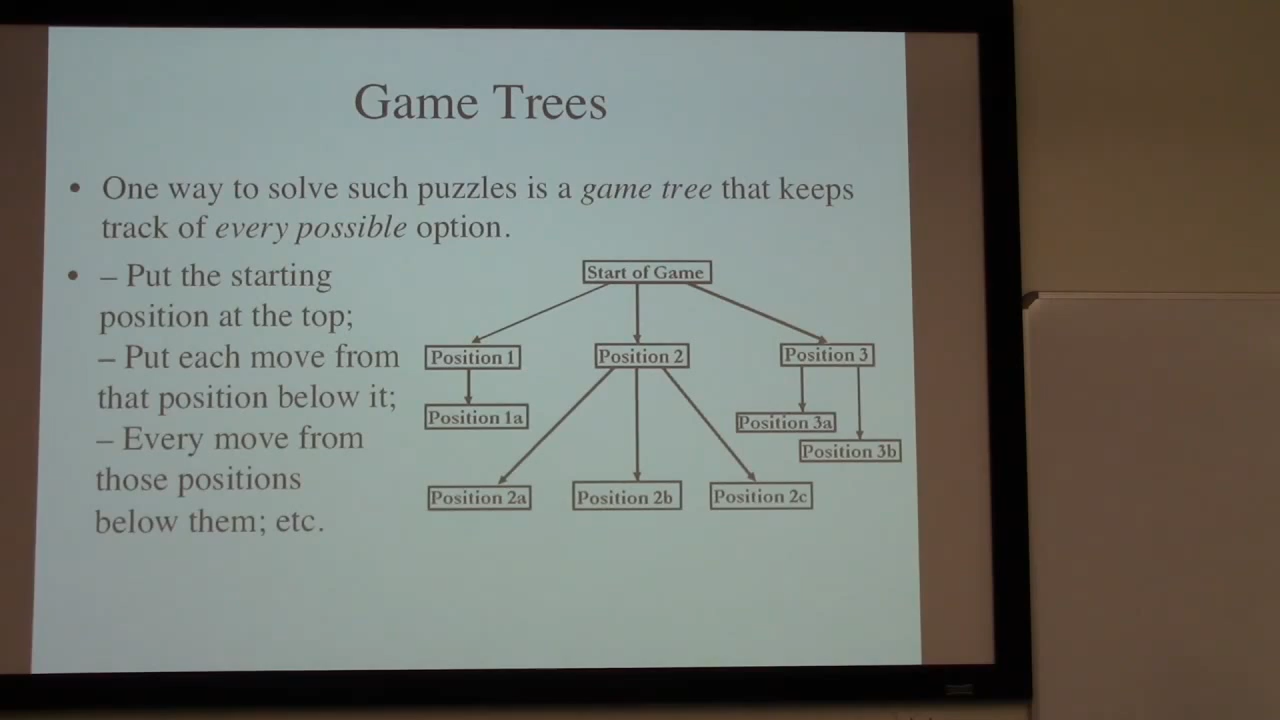 Game Trees
• One way to solve such puzzles is a game tree that keeps
track of every possible option.
• – Put the starting
position at the top;
– Put each move from
that position below it;
– Every move from
those positions
below them; etc.
Start of Game
Position 1
Position 2
Position 3
Position 1a
Position 3a
Position 3b
Position 2a
Position 2b
Position 2c